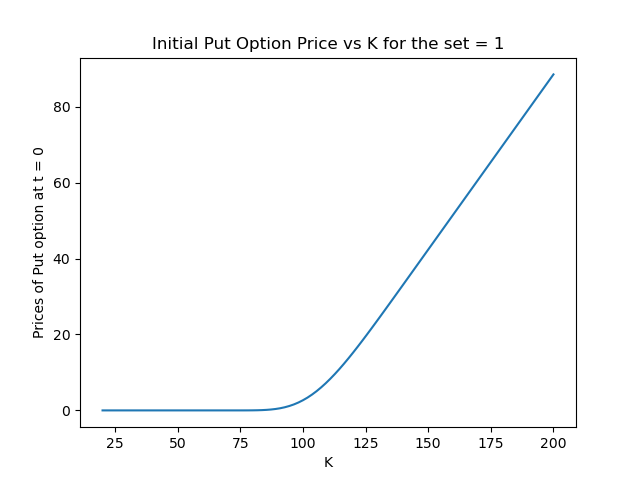 Initial Put Option Price vs K for the set = 1
Prices of Put option at t = 0
80
60
40
20
0
25 50 75 100 125 150 175 200
K